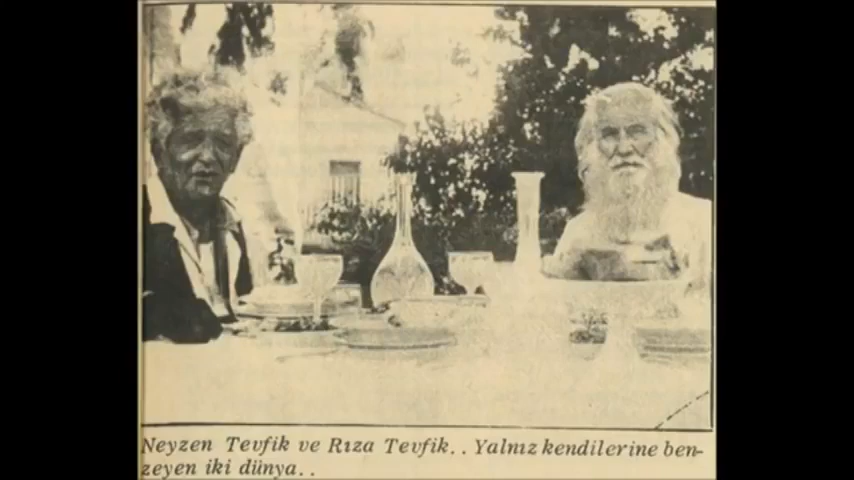 Neyzen Tevfik ve Rıza Tevfik.. Yalnız kendilerine ben-
zeyen iki dünya..